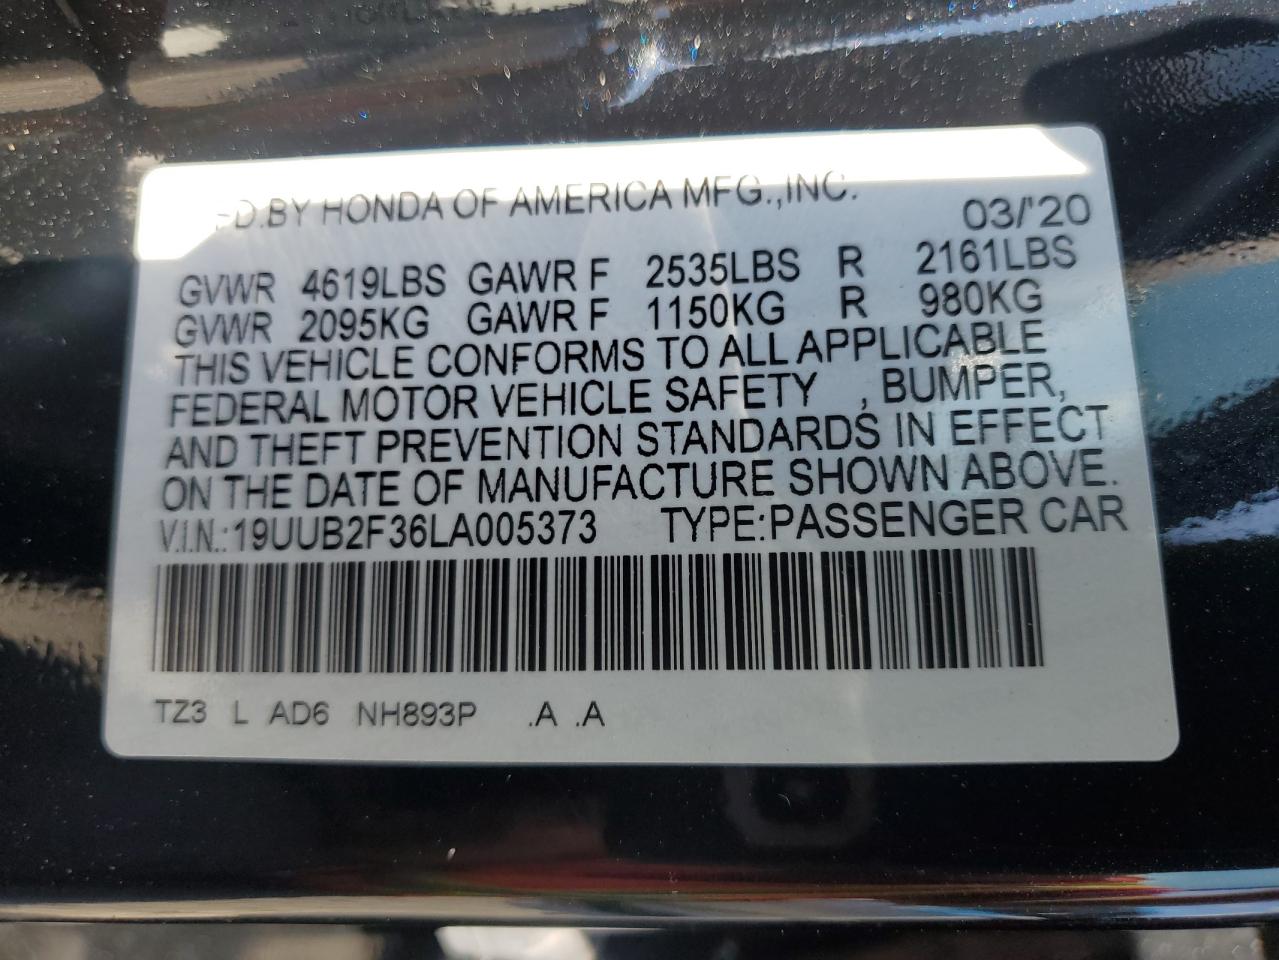 FD.BY HONDA OF AMERICA MFG.,INC. 03/'20
GVWR 4619LBS GAWR F 2535LBS R 2161LBS
GVWR 2095KG GAWR F 1150KG R 980KG
THIS VEHICLE CONFORMS TO ALL APPLICABLE
FEDERAL MOTOR VEHICLE SAFETY , BUMPER,
AND THEFT PREVENTION STANDARDS IN EFFECT
ON THE DATE OF MANUFACTURE SHOWN ABOVE.
V.I.N.:19UUB2F36LA005373 TYPE:PASSENGER CAR
TZ3 L AD6 NH893P .A .A